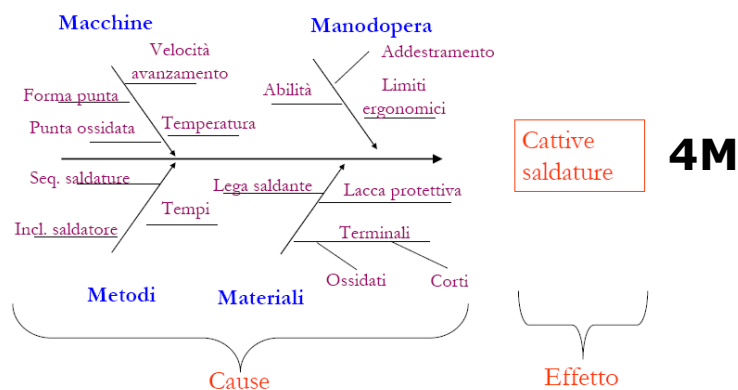 Macchine
Manodopera
Velocità
avanzamento
Addestramento
Forma punta
Abilità
Limiti
ergonomici
Punta ossidata
Temperatura
Cattive
saldature
4M
Seq. saldature
Lega saldante
Lacca protettiva
Tempi
Incl. saldatore
Terminali
Ossidati
Corti
Metodi
Materiali
Cause
Effetto